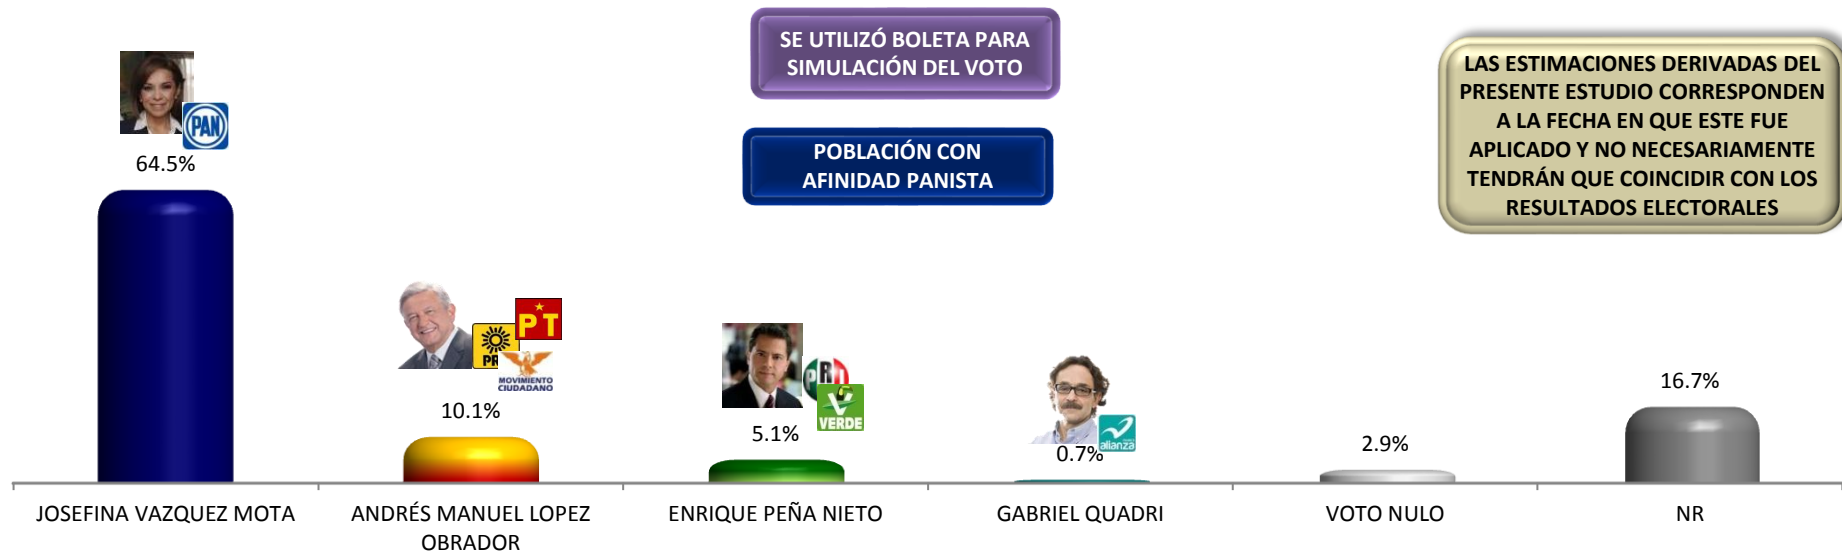 SE UTILIZÓ BOLETA PARA
SIMULACIÓN DEL VOTO
POBLACIÓN CON
AFINIDAD PANISTA
LAS ESTIMACIONES DERIVADAS DEL
PRESENTE ESTUDIO CORRESPONDEN
A LA FECHA EN QUE ESTE FUE
APLICADO Y NO NECESARIAMENTE
TENDRÁN QUE COINCIDIR CON LOS
RESULTADOS ELECTORALES
PAN
64.5%
PT
PR
MOVIMIENTO
CIUDADANO
10.1%
PRI
VERDE
5.1%
alianza
0.7%
2.9%
16.7%
JOSEFINA VAZQUEZ MOTA
ANDRÉS MANUEL LOPEZ
OBRADOR
ENRIQUE PEÑA NIETO
GABRIEL QUADRI
VOTO NULO
NR